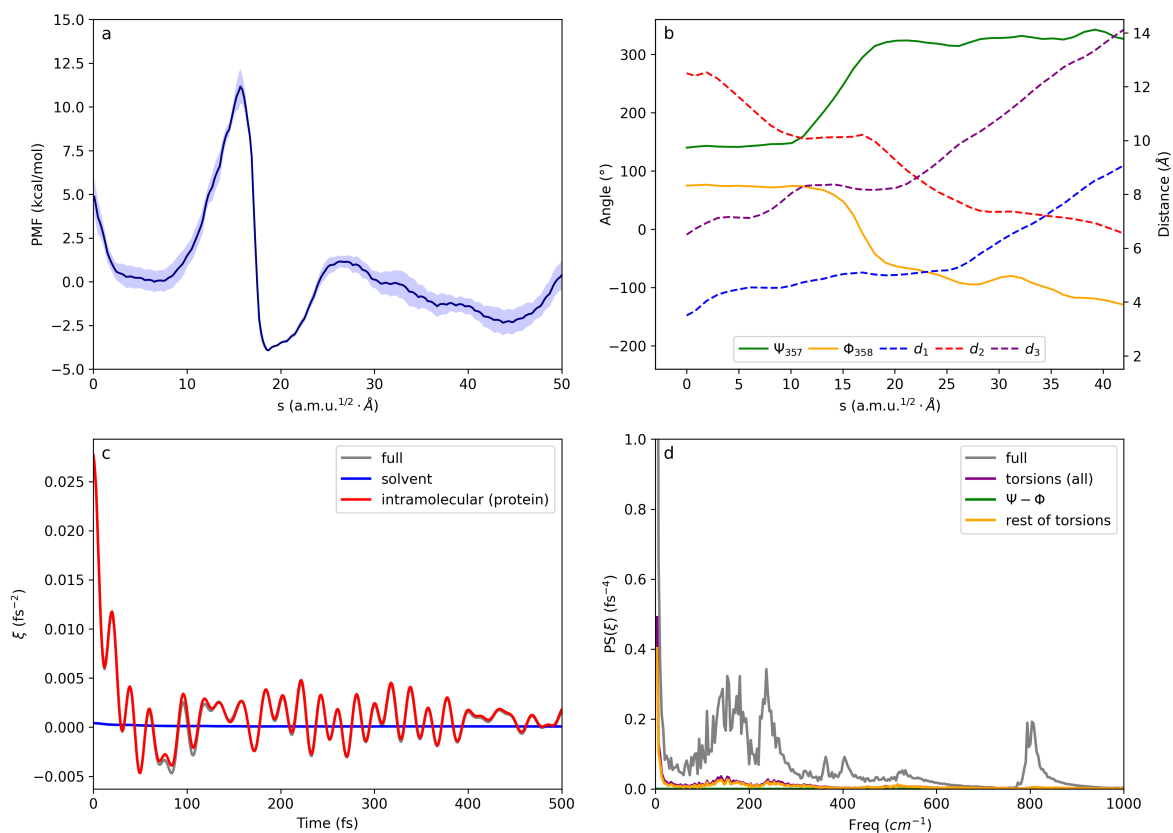 a
15.0
12.5
10.0
7.5
5.0
2.5
0.0
−2.5
−5.0
PMF (kcal/mol)
0 10 20 30 40 50
s (a.m.u.¹ᐟ² · Å)
b
300
200
100
0
−100
−200
Angle (°)
14
12
10
8
6
4
2
Distance (Å)
Ψ₃₅₇ Φ₃₅₈ d₁ d₂ d₃
0 5 10 15 20 25 30 35 40
s (a.m.u.¹ᐟ² · Å)
c
full
solvent
intramolecular (protein)
0.025
0.020
0.015
0.010
0.005
0.000
−0.005
ξ (fs⁻²)
0 100 200 300 400 500
Time (fs)
d
full
torsions (all)
Ψ − Φ
rest of torsions
1.0
0.8
0.6
0.4
0.2
0.0
PS(ξ) (fs⁻⁴)
0 200 400 600 800 1000
Freq (cm⁻¹)